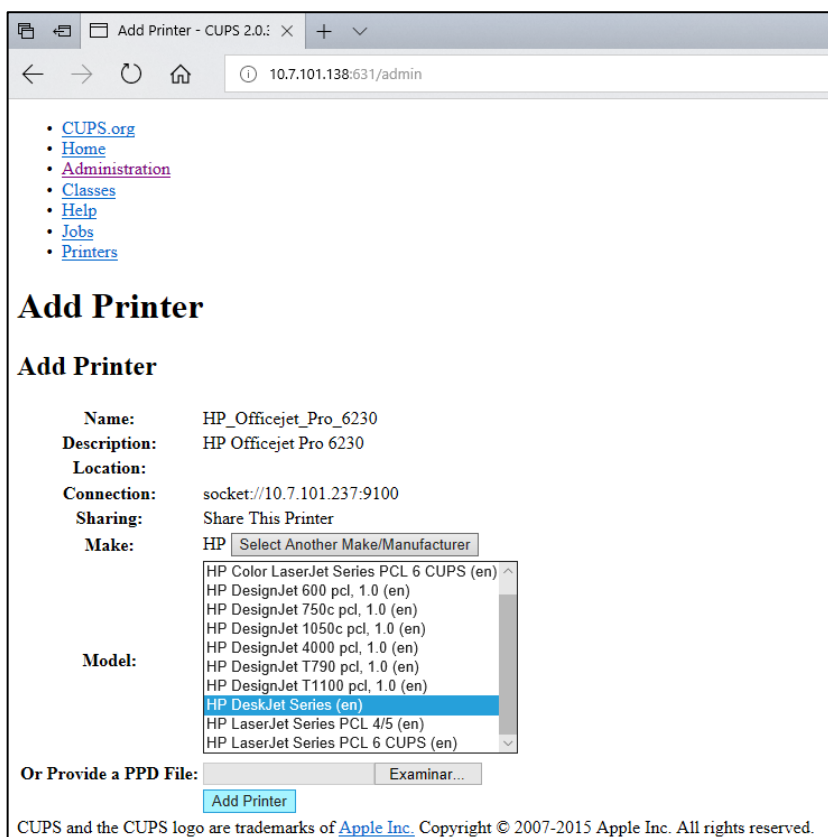 Add Printer - CUPS 2.0.3
10.7.101.138:631/admin
CUPS.org
Home
Administration
Classes
Help
Jobs
Printers
Add Printer
Add Printer
Name: HP_Officejet_Pro_6230
Description: HP Officejet Pro 6230
Location:
Connection: socket://10.7.101.237:9100
Sharing: Share This Printer
Make: HP Select Another Make/Manufacturer
HP Color LaserJet Series PCL 6 CUPS (en)
HP DesignJet 600 pcl, 1.0 (en)
HP DesignJet 750c pcl, 1.0 (en)
HP DesignJet 1050c pcl, 1.0 (en)
HP DesignJet 4000 pcl, 1.0 (en)
Model: HP DesignJet T790 pcl, 1.0 (en)
HP DesignJet T1100 pcl, 1.0 (en)
HP DeskJet Series (en)
HP LaserJet Series PCL 4/5 (en)
HP LaserJet Series PCL 6 CUPS (en)
Or Provide a PPD File: Examinar...
Add Printer
CUPS and the CUPS logo are trademarks of Apple Inc. Copyright © 2007-2015 Apple Inc. All rights reserved.